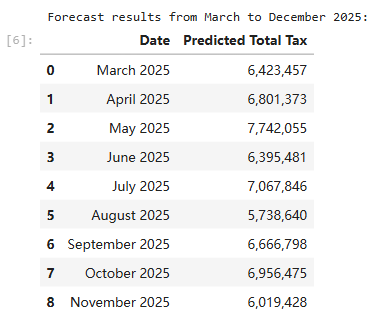 Forecast results from March to December 2025:
[6]:
Date Predicted Total Tax
0 March 2025 6,423,457
1 April 2025 6,801,373
2 May 2025 7,742,055
3 June 2025 6,395,481
4 July 2025 7,067,846
5 August 2025 5,738,640
6 September 2025 6,666,798
7 October 2025 6,956,475
8 November 2025 6,019,428